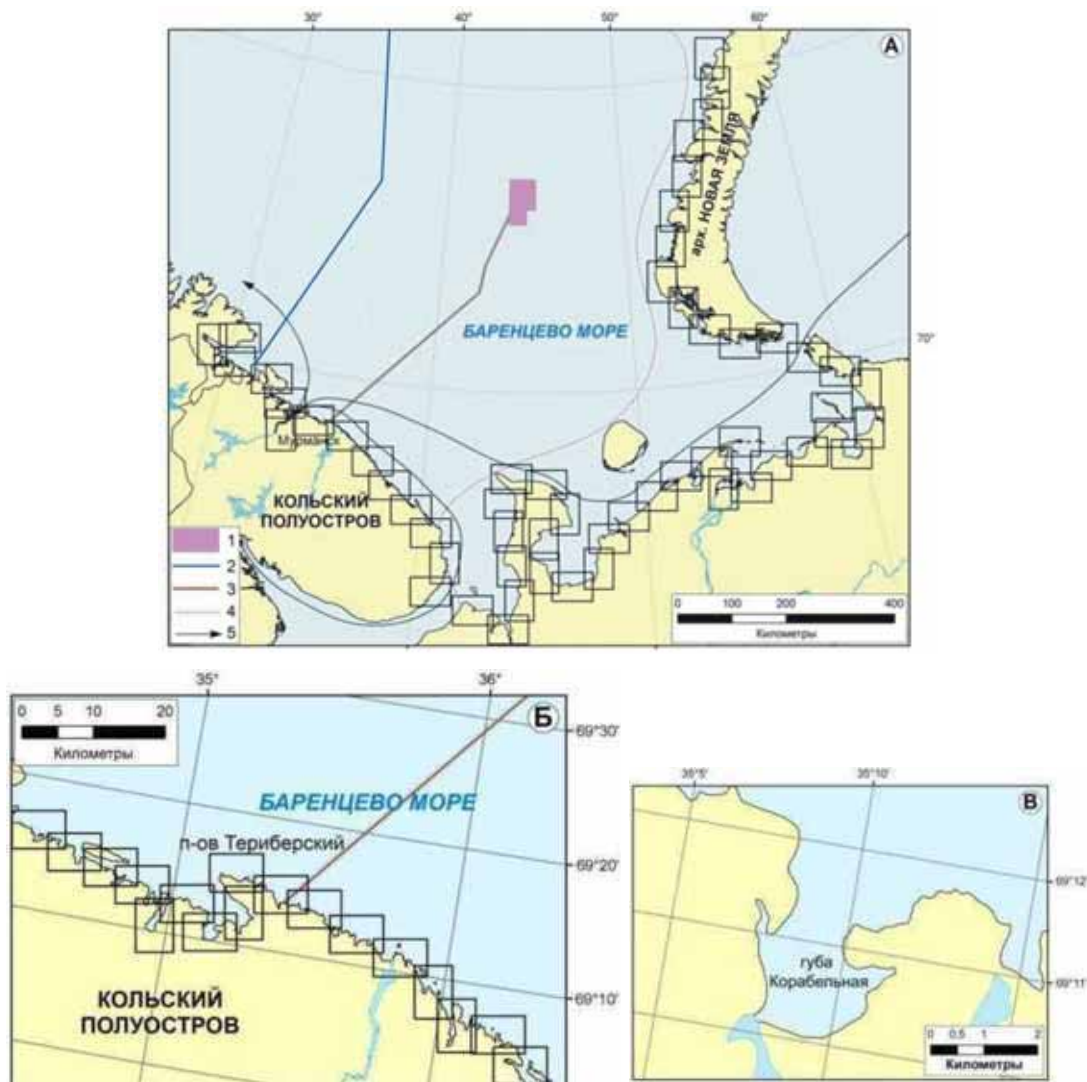 30°
40°
50°
60°
А
арх. НОВАЯ ЗЕМЛЯ
БАРЕНЦЕВО МОРЕ
70°
Мурманск
КОЛЬСКИЙ
ПОЛУОСТРОВ
1
2
3
4
5
0 100 200 400
Километры
35°
36°
Б
0 5 10 20
Километры
69°30'
БАРЕНЦЕВО МОРЕ
п-ов Териберский
69°20'
69°10'
КОЛЬСКИЙ
ПОЛУОСТРОВ
35°5'
35°10'
В
69°12'
губа
Корабельная
69°11'
0 0,5 1 2
Километры